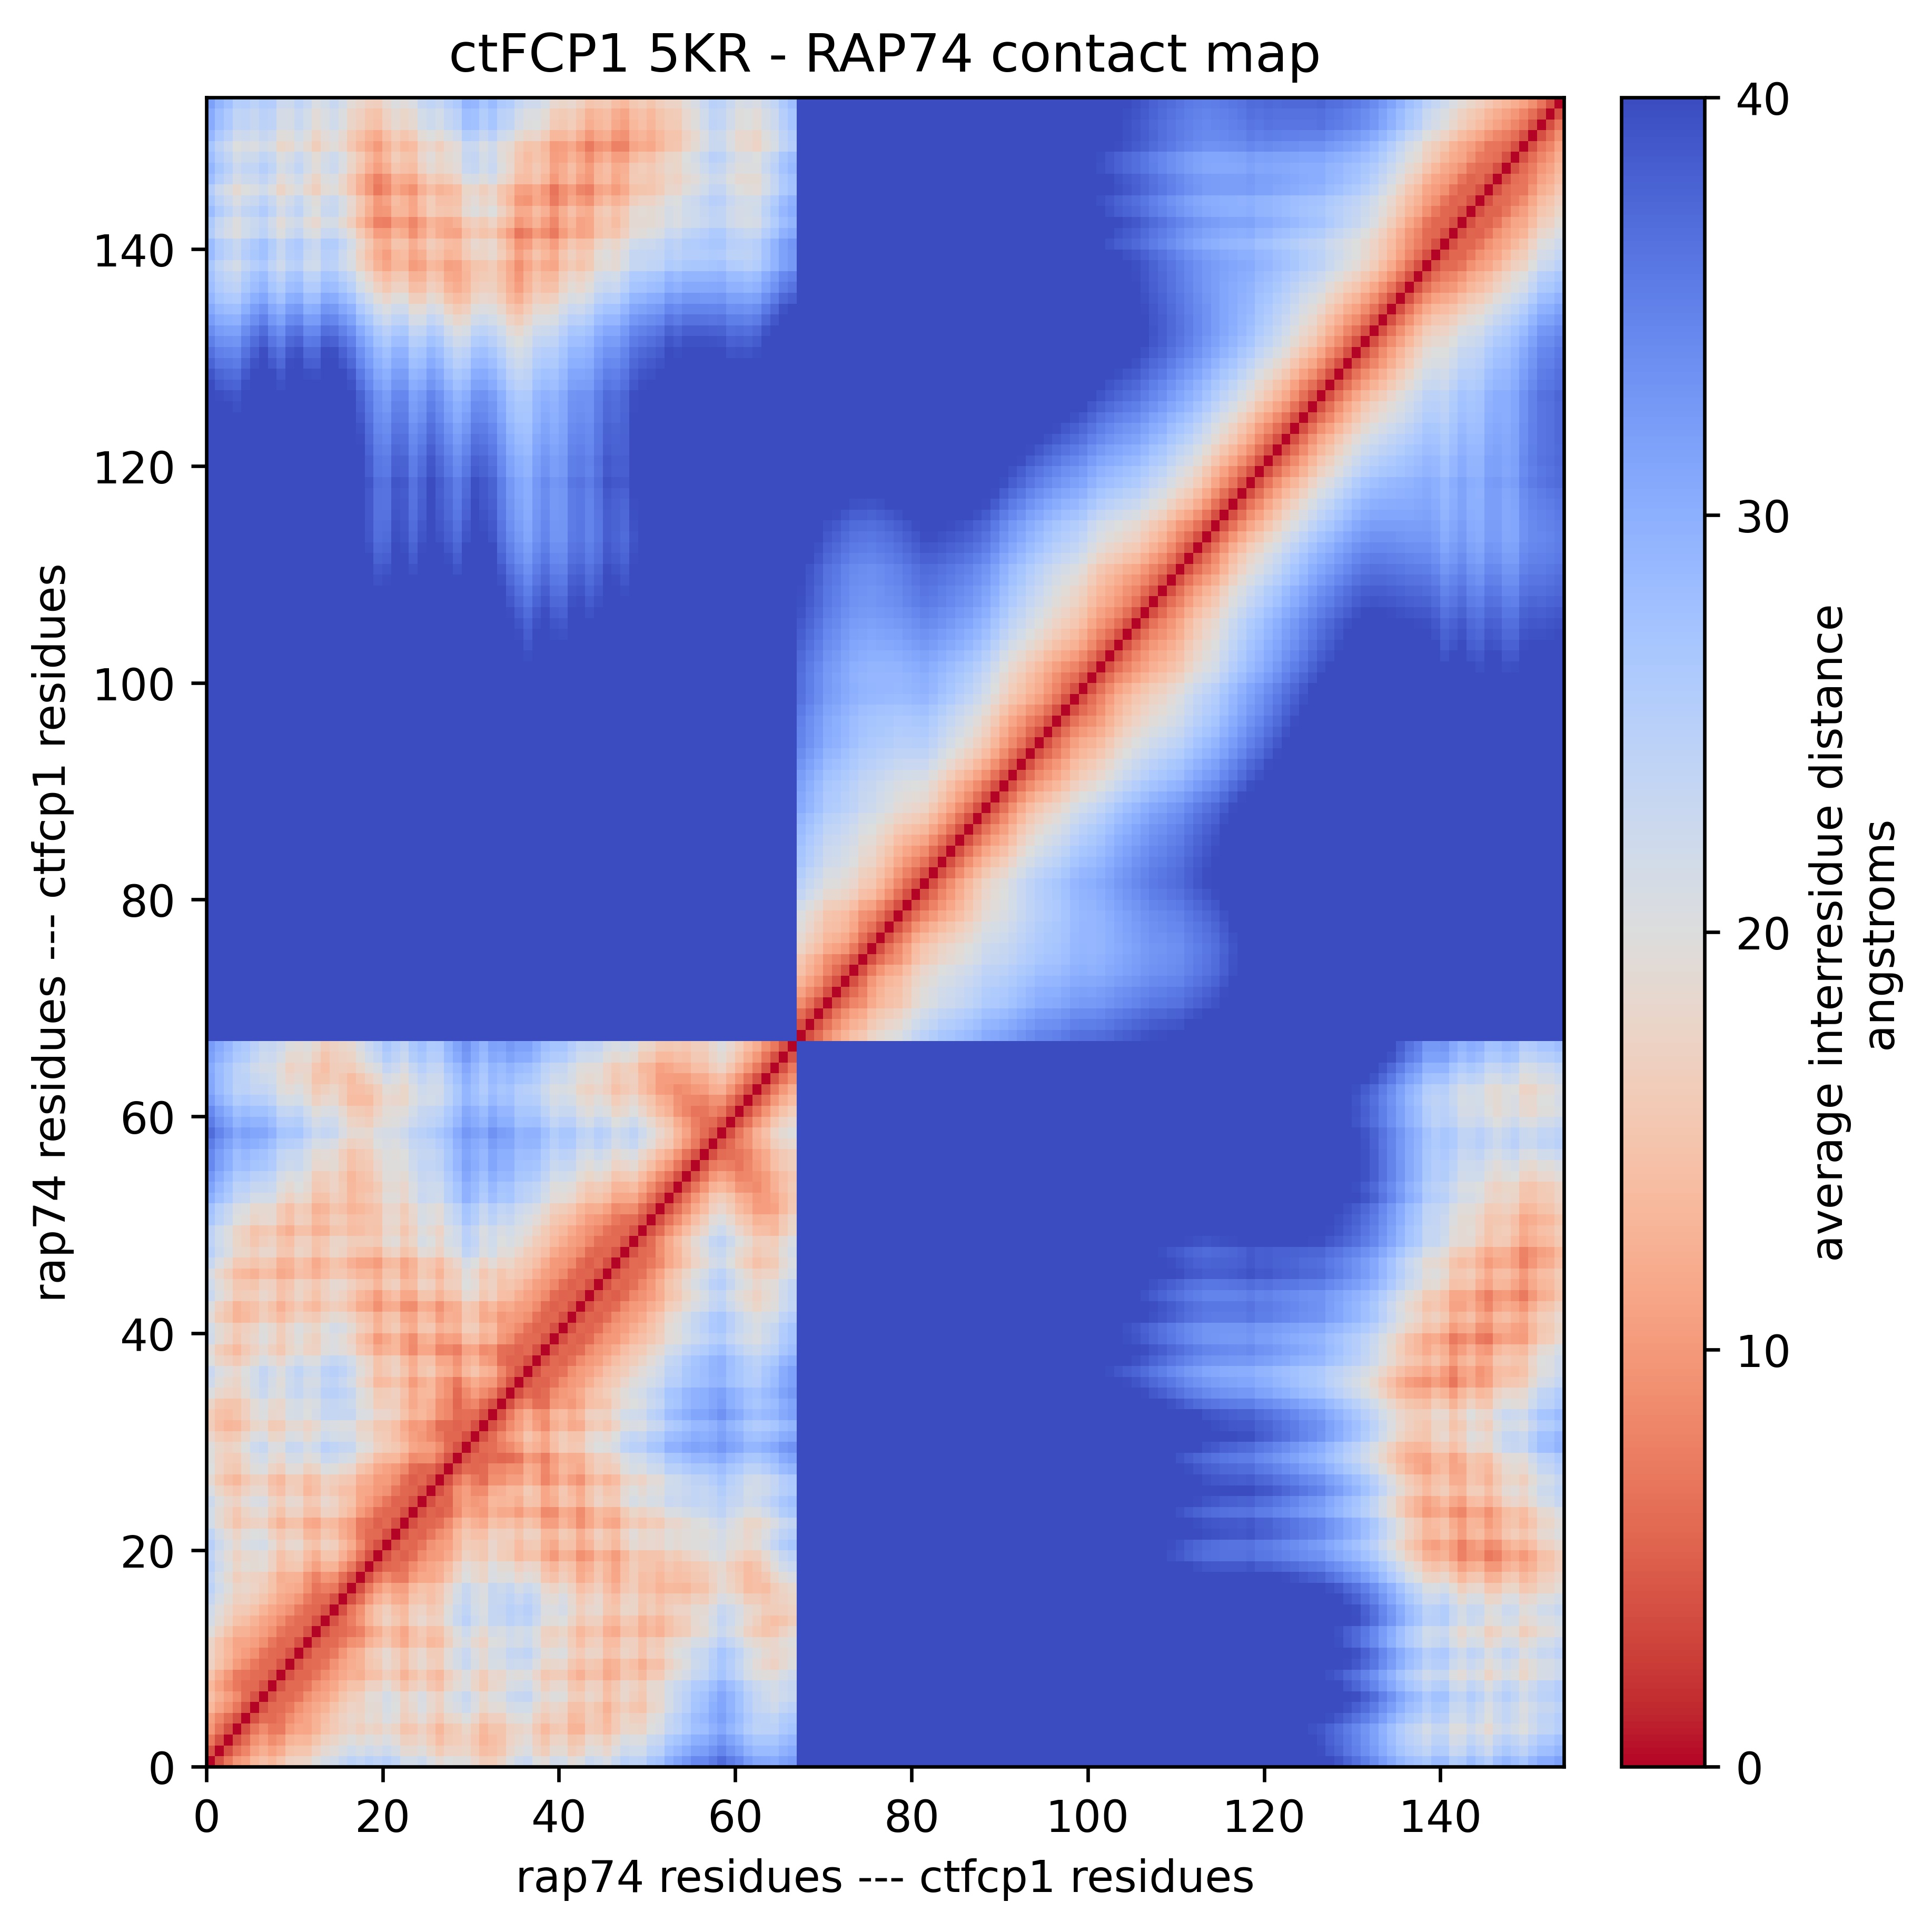 ctFCP1 5KR - RAP74 contact map
rap74 residues --- ctfcp1 residues
140
120
100
80
60
40
20
0
0 20 40 60 80 100 120 140
rap74 residues --- ctfcp1 residues
40
30
20
10
0
average interresidue distance
angstroms